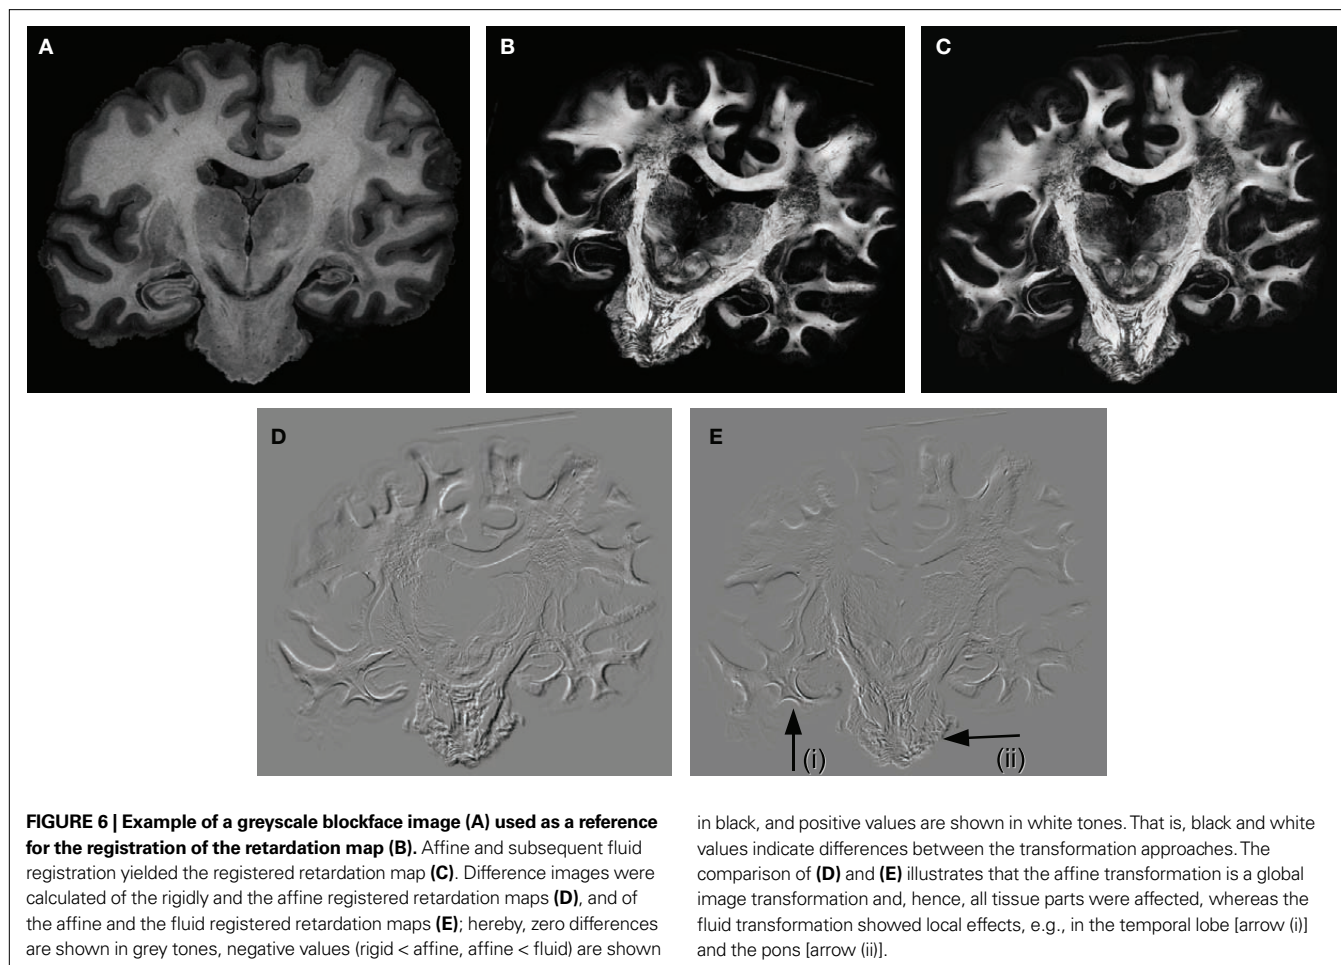 A
B
C
D
E
(i)
(ii)
FIGURE 6 | Example of a greyscale blockface image (A) used as a reference
for the registration of the retardation map (B). Affine and subsequent fluid
registration yielded the registered retardation map (C). Difference images were
calculated of the rigidly and the affine registered retardation maps (D), and of
the affine and the fluid registered retardation maps (E); hereby, zero differences
are shown in grey tones, negative values (rigid < affine, affine < fluid) are shown
in black, and positive values are shown in white tones. That is, black and white
values indicate differences between the transformation approaches. The
comparison of (D) and (E) illustrates that the affine transformation is a global
image transformation and, hence, all tissue parts were affected, whereas the
fluid transformation showed local effects, e.g., in the temporal lobe [arrow (i)]
and the pons [arrow (ii)].